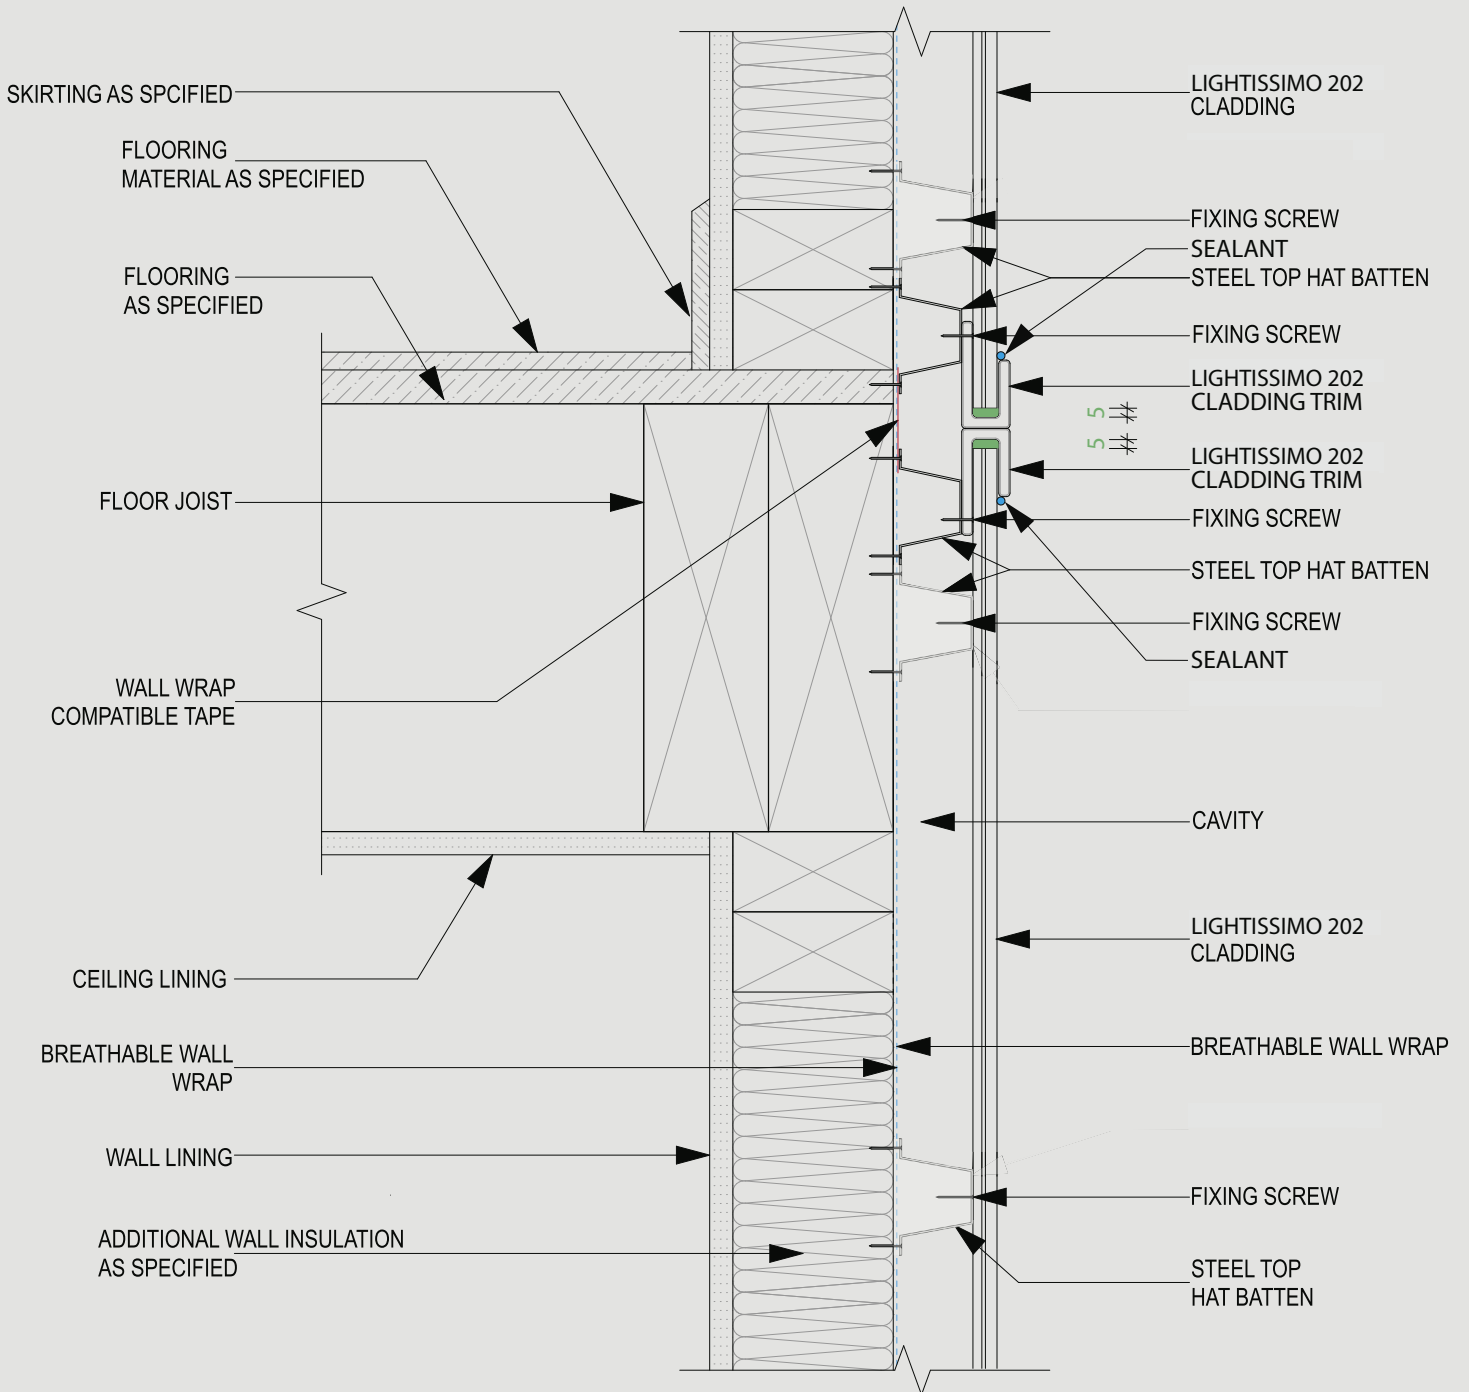 SKIRTING AS SPCIFIED
FLOORING
MATERIAL AS SPECIFIED
FLOORING
AS SPECIFIED
FLOOR JOIST
WALL WRAP
COMPATIBLE TAPE
CEILING LINING
BREATHABLE WALL
WRAP
WALL LINING
ADDITIONAL WALL INSULATION
AS SPECIFIED
5
5
LIGHTISSIMO 202
CLADDING
FIXING SCREW
SEALANT
STEEL TOP HAT BATTEN
FIXING SCREW
LIGHTISSIMO 202
CLADDING TRIM
LIGHTISSIMO 202
CLADDING TRIM
FIXING SCREW
STEEL TOP HAT BATTEN
FIXING SCREW
SEALANT
CAVITY
LIGHTISSIMO 202
CLADDING
BREATHABLE WALL WRAP
FIXING SCREW
STEEL TOP
HAT BATTEN